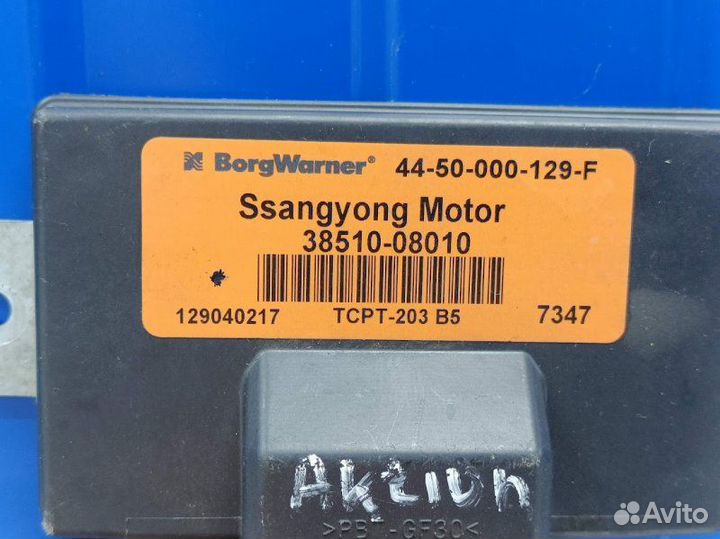 BorgWarner® 44-50-000-129-F
Ssangyong Motor
38510-08010
129040217 TCPT-203 B5 7347
AKtion
>PBT-GF30<
Avito